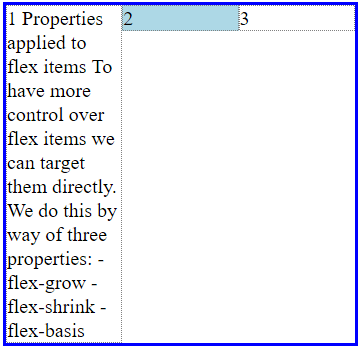 1 Properties
applied to
flex items To
have more
control over
flex items we
can target
them directly.
We do this by
way of three
properties: -
flex-grow -
flex-shrink -
flex-basis
2
3